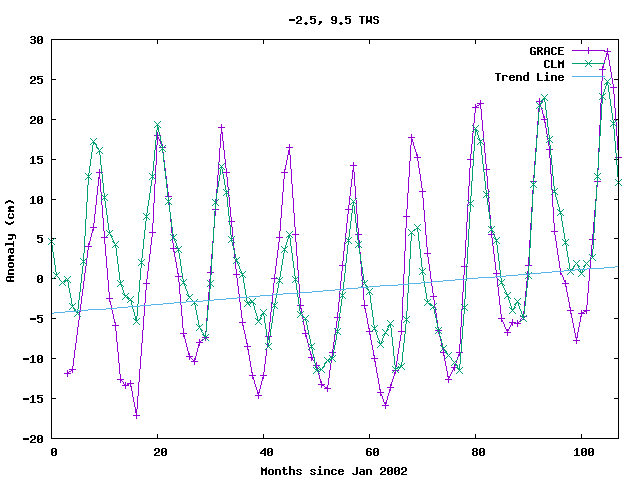 -2.5, 9.5 TWS
GRACE
CLM
Trend Line
30
25
20
15
10
5
0
-5
-10
-15
-20
Anomaly (cm)
0 20 40 60 80 100
Months since Jan 2002